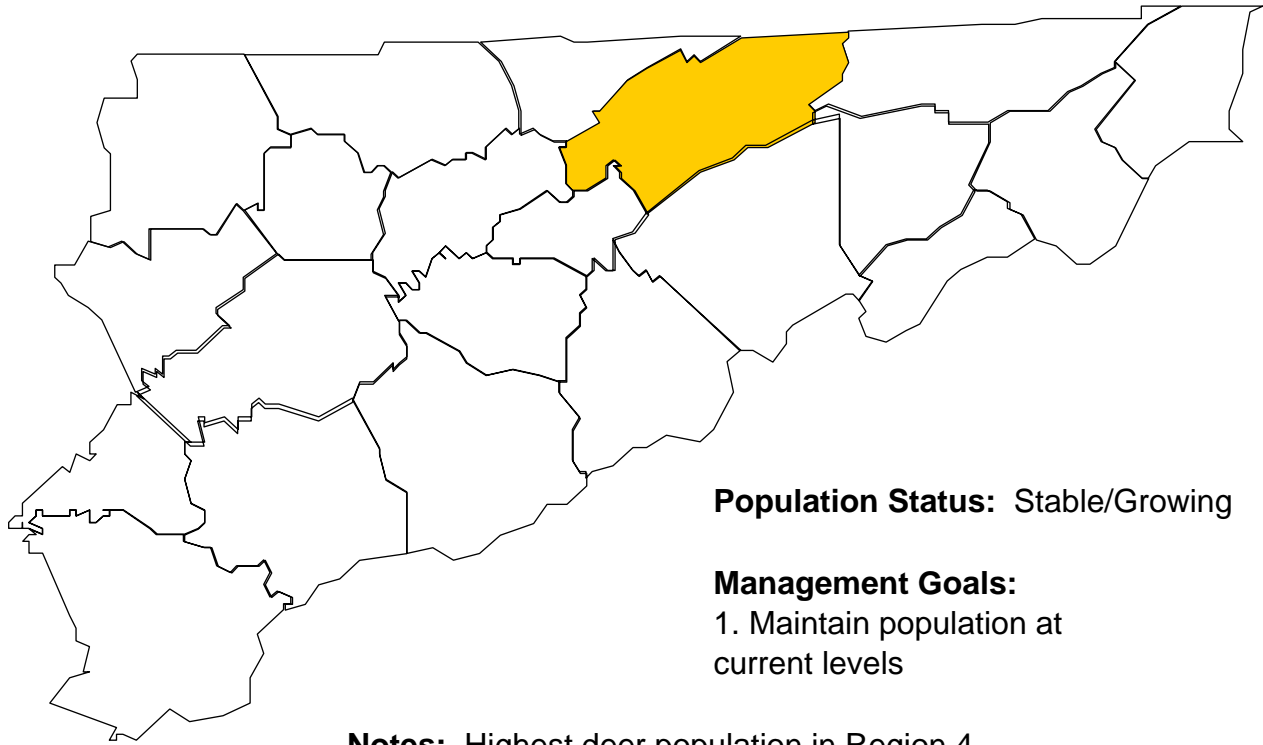 Population Status: Stable/Growing
Management Goals:
1. Maintain population at
current levels
Notes: Highest deer population in Region 4